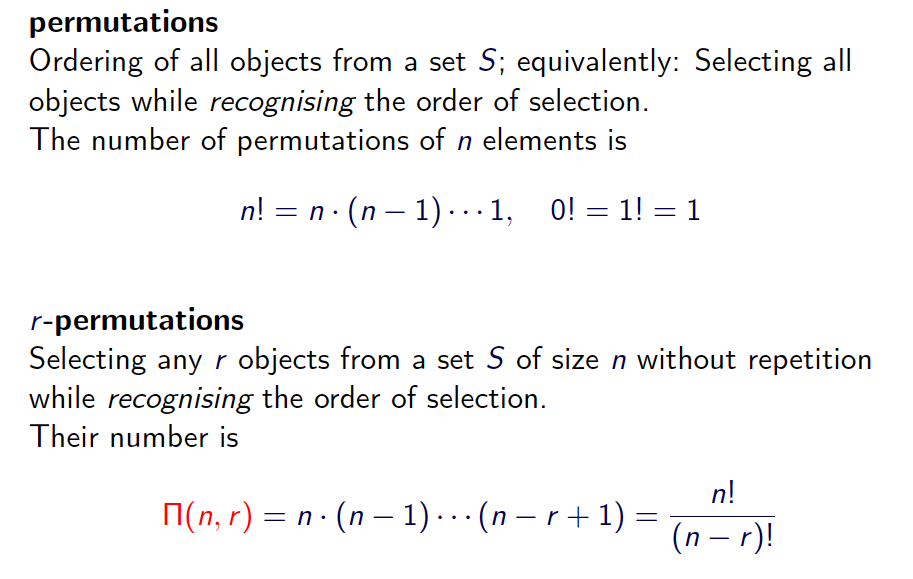 permutations
Ordering of all objects from a set S; equivalently: Selecting all
objects while recognising the order of selection.
The number of permutations of n elements is
n! = n · (n − 1) · · · 1, 0! = 1! = 1
r-permutations
Selecting any r objects from a set S of size n without repetition
while recognising the order of selection.
Their number is
Π(n, r) = n · (n − 1) · · · (n − r + 1) = n! / (n − r)!